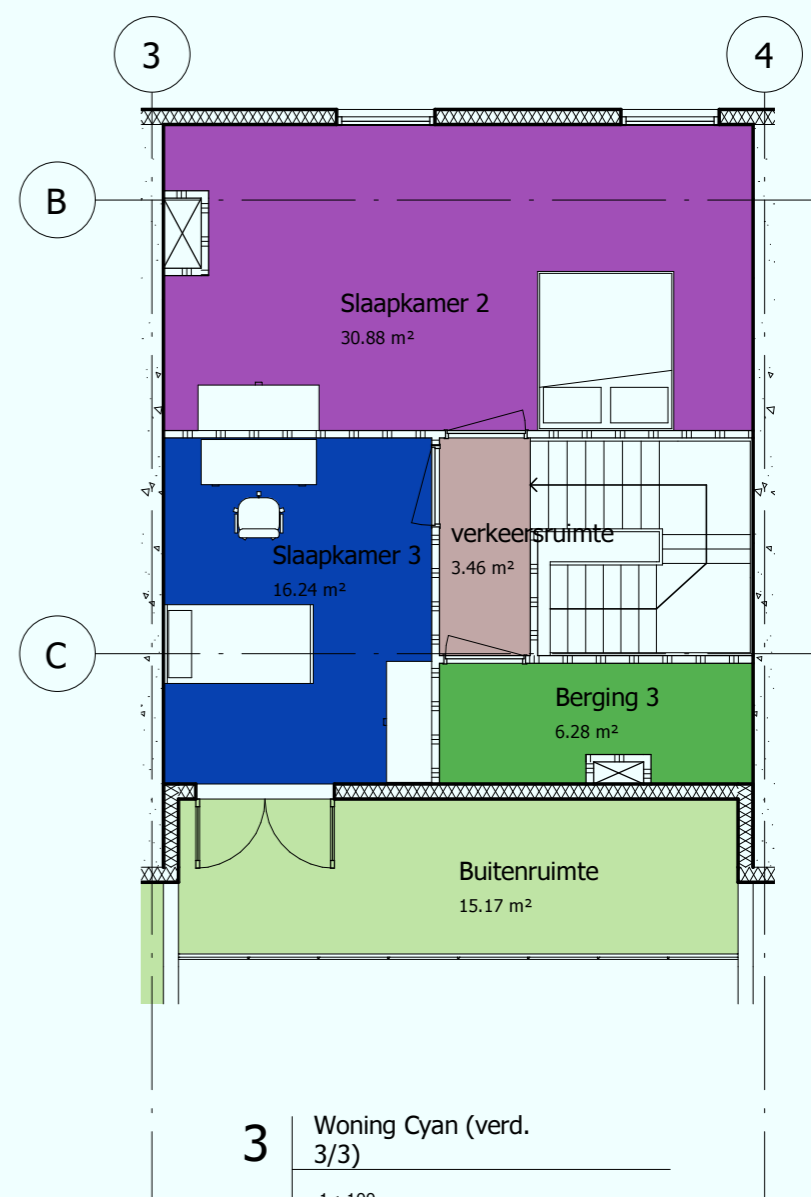 3
4
B
Slaapkamer 2
30.88 m²
verkeersruimte
3.46 m²
Slaapkamer 3
16.24 m²
C
Berging 3
6.28 m²
Buitenruimte
15.17 m²
3
Woning Cyan (verd.
3/3)